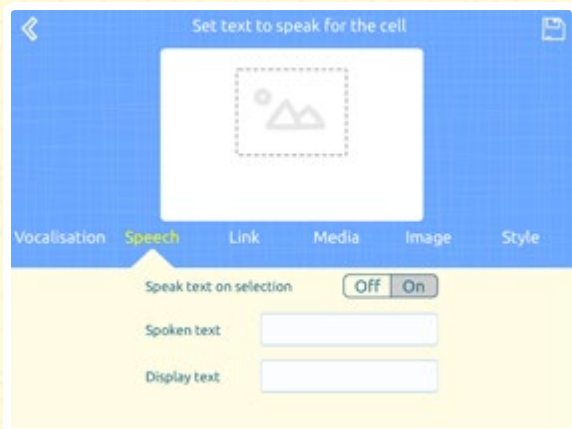 Set text to speak for the cell
Vocalisation Speech Link Media Image Style
Speak text on selection Off On
Spoken text
Display text